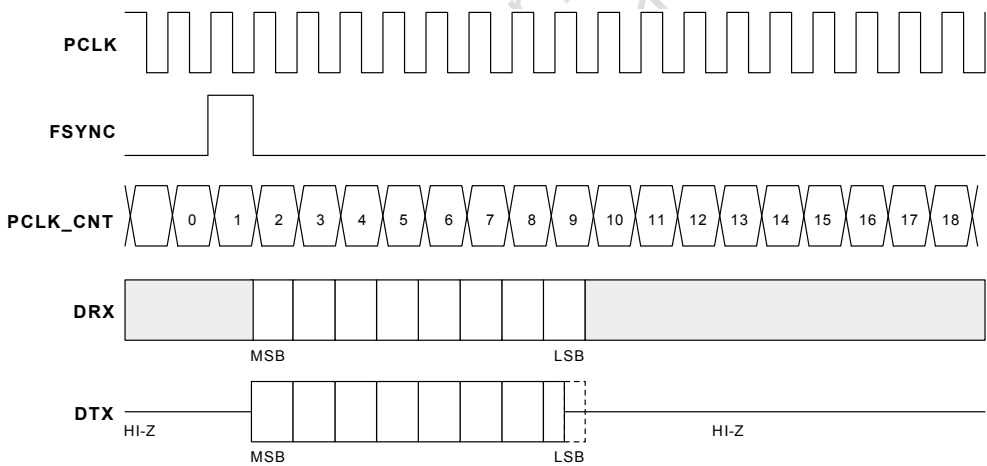 PCLK
FSYNC
PCLK_CNT 0 1 2 3 4 5 6 7 8 9 10 11 12 13 14 15 16 17 18
DRX
MSB LSB
DTX
HI-Z HI-Z
MSB LSB